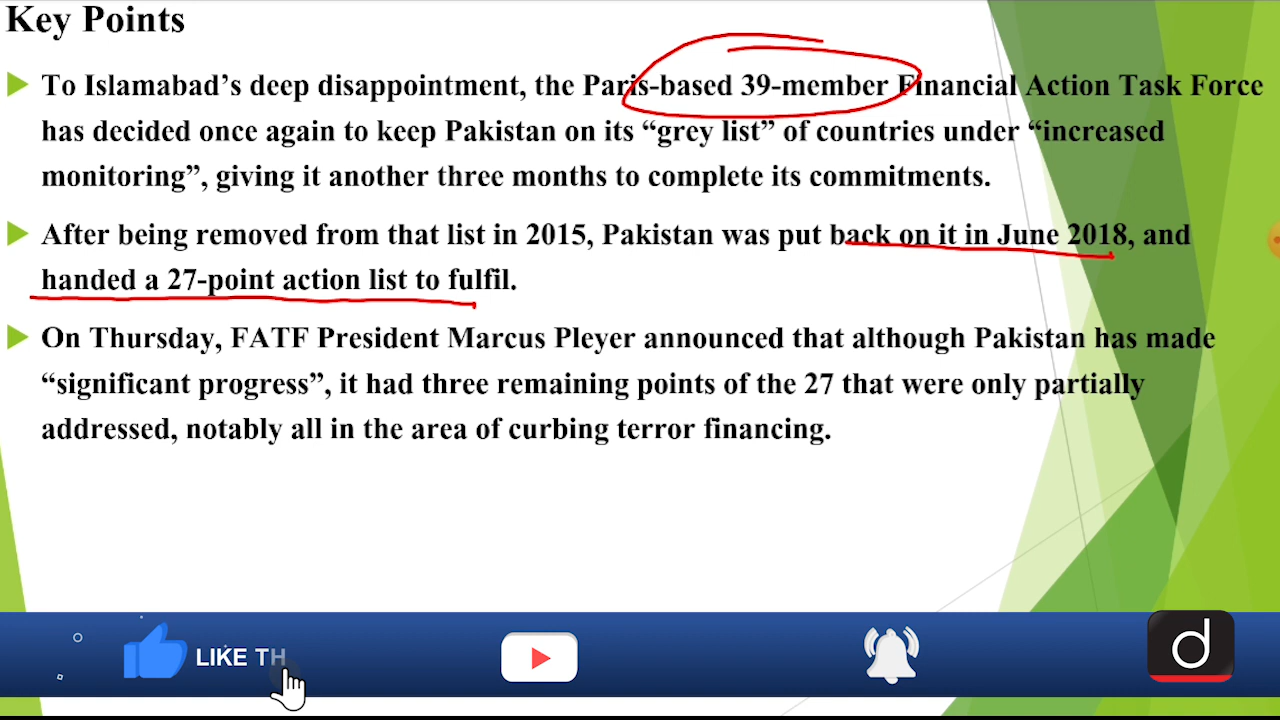 Key Points
To Islamabad's deep disappointment, the Paris-based 39-member Financial Action Task Force
has decided once again to keep Pakistan on its “grey list” of countries under “increased
monitoring”, giving it another three months to complete its commitments.
After being removed from that list in 2015, Pakistan was put back on it in June 2018, and
handed a 27-point action list to fulfil.
On Thursday, FATF President Marcus Pleyer announced that although Pakistan has made
“significant progress”, it had three remaining points of the 27 that were only partially
addressed, notably all in the area of curbing terror financing.
LIKE TH
d